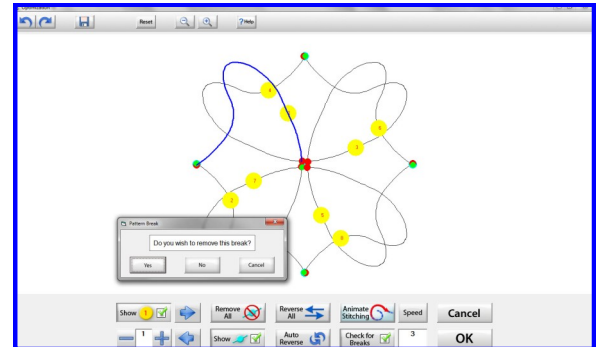 Reset
? Help
Pattern Break
Do you wish to remove this break?
Yes
No
Cancel
Show 1
Remove All
Reverse All
Animate Stitching
Speed
Cancel
1
Show
Auto Reverse
Check for Breaks
3
OK